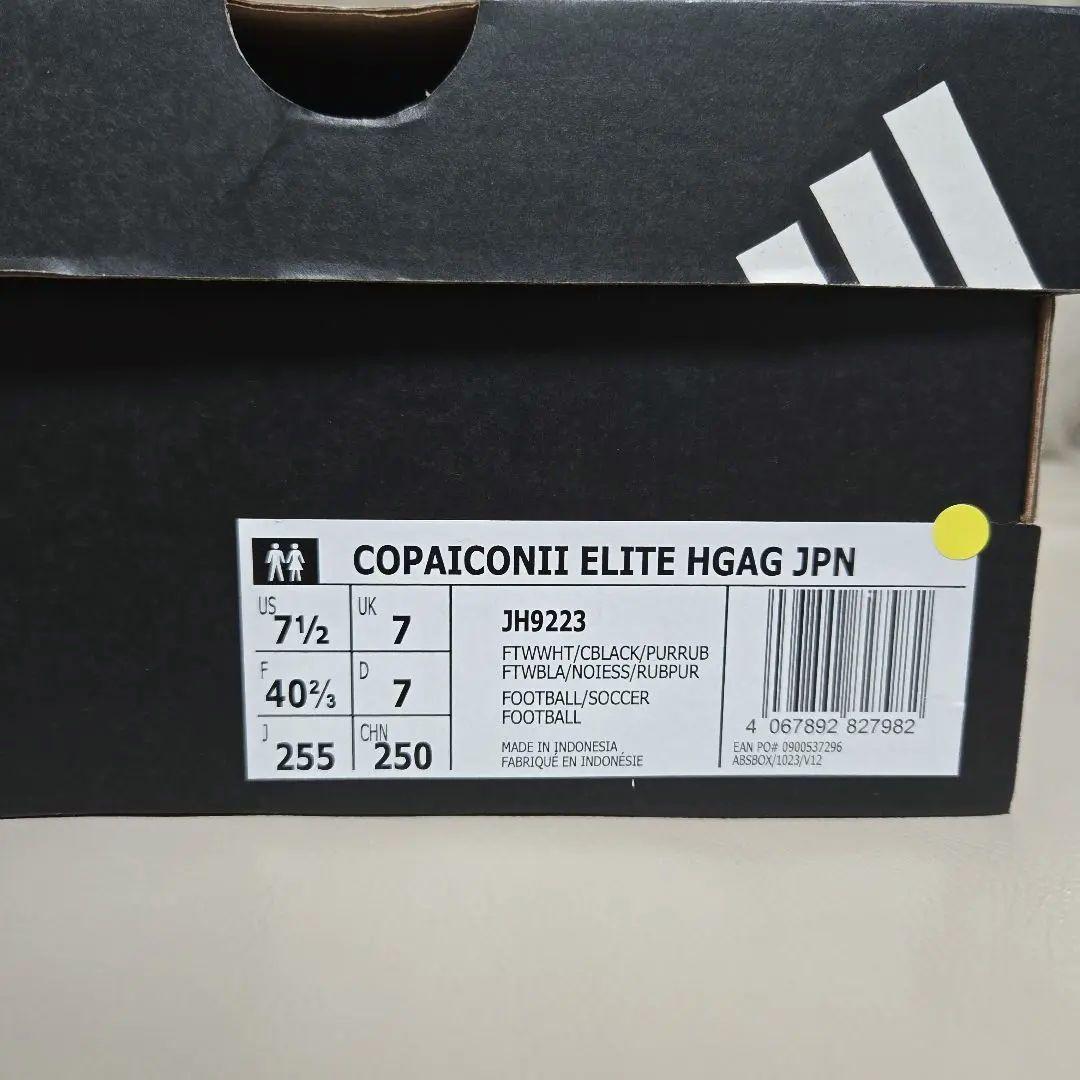 COPAICONII ELITE HGAG JPN
US 7½
UK 7
F 40⅔
D 7
J 255
CHN 250
JH9223
FTWWHT/CBLACK/PURRUB
FTWBLA/NOIESS/RUBPUR
FOOTBALL/SOCCER
FOOTBALL
MADE IN INDONESIA
FABRIQUÉ EN INDONÉSIE
4 067892 827982
EAN PO# 0900537296
ABSBOX/1023/V12